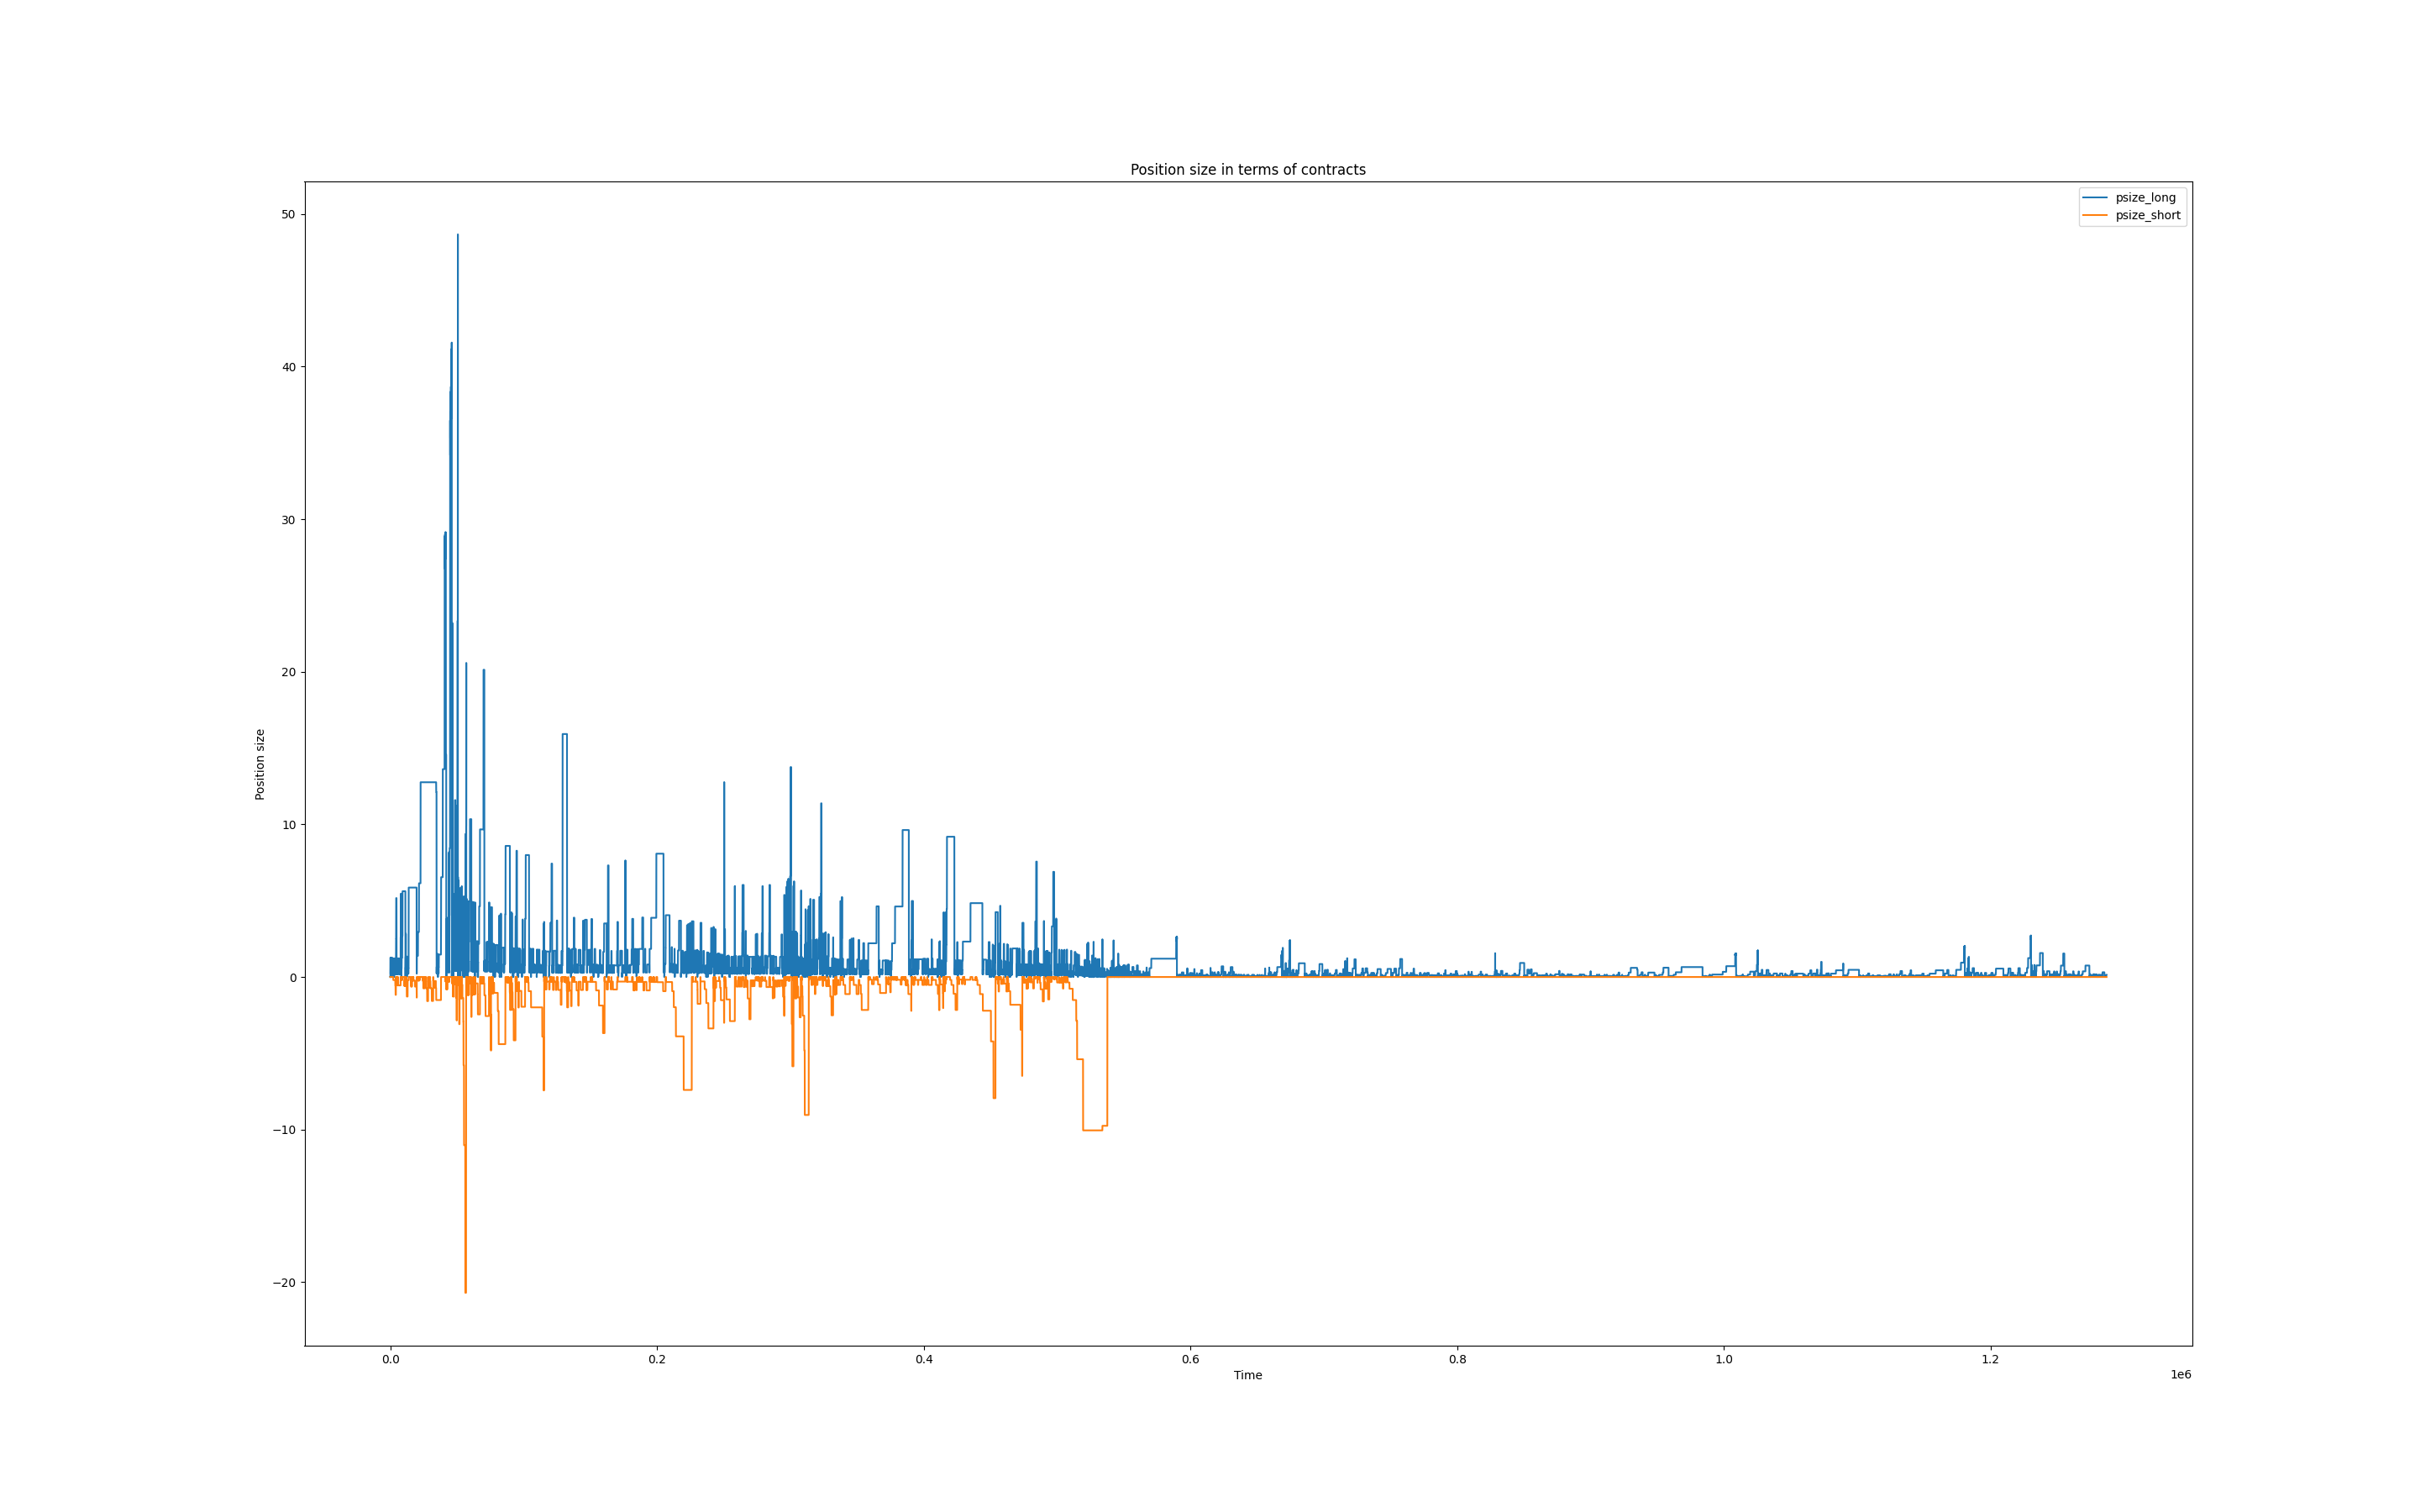 Position size in terms of contracts
psize_long
psize_short
50
40
30
20
10
0
−10
−20
Position size
0.0 0.2 0.4 0.6 0.8 1.0 1.2
Time
1e6